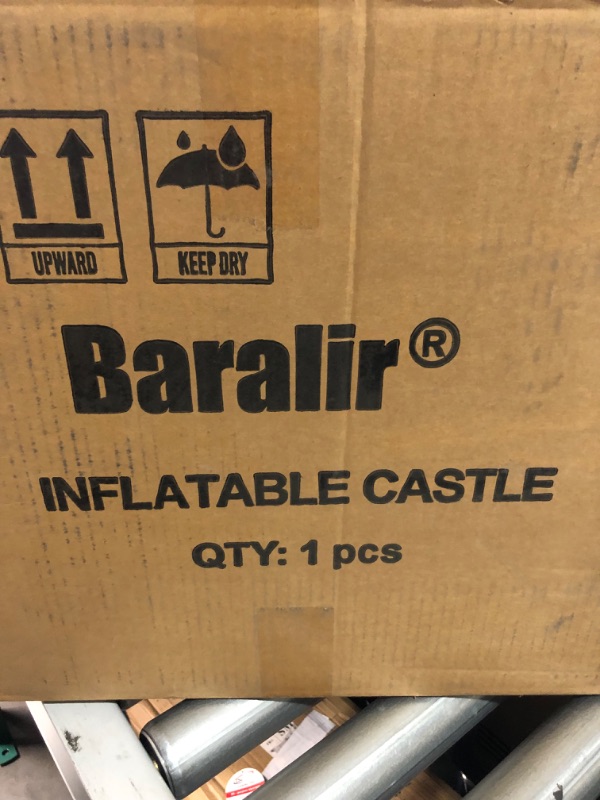 UPWARD
KEEP DRY
Baralir®
INFLATABLE CASTLE
QTY: 1 pcs